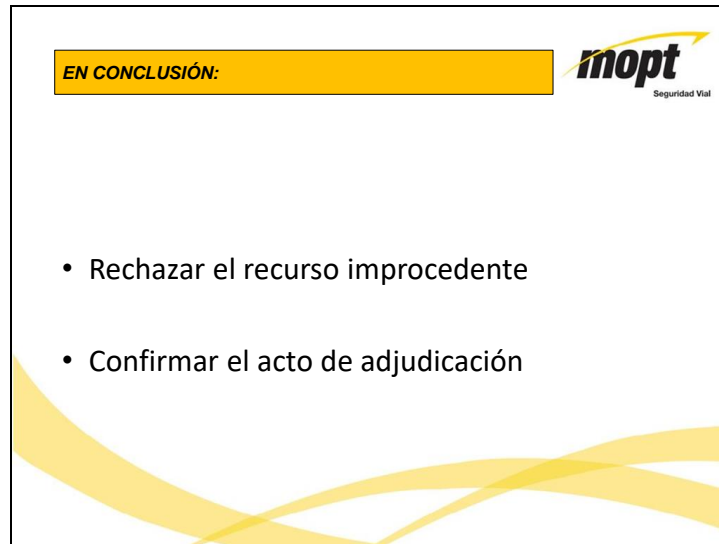 EN CONCLUSIÓN:
mopt
Seguridad Vial
• Rechazar el recurso improcedente
• Confirmar el acto de adjudicación